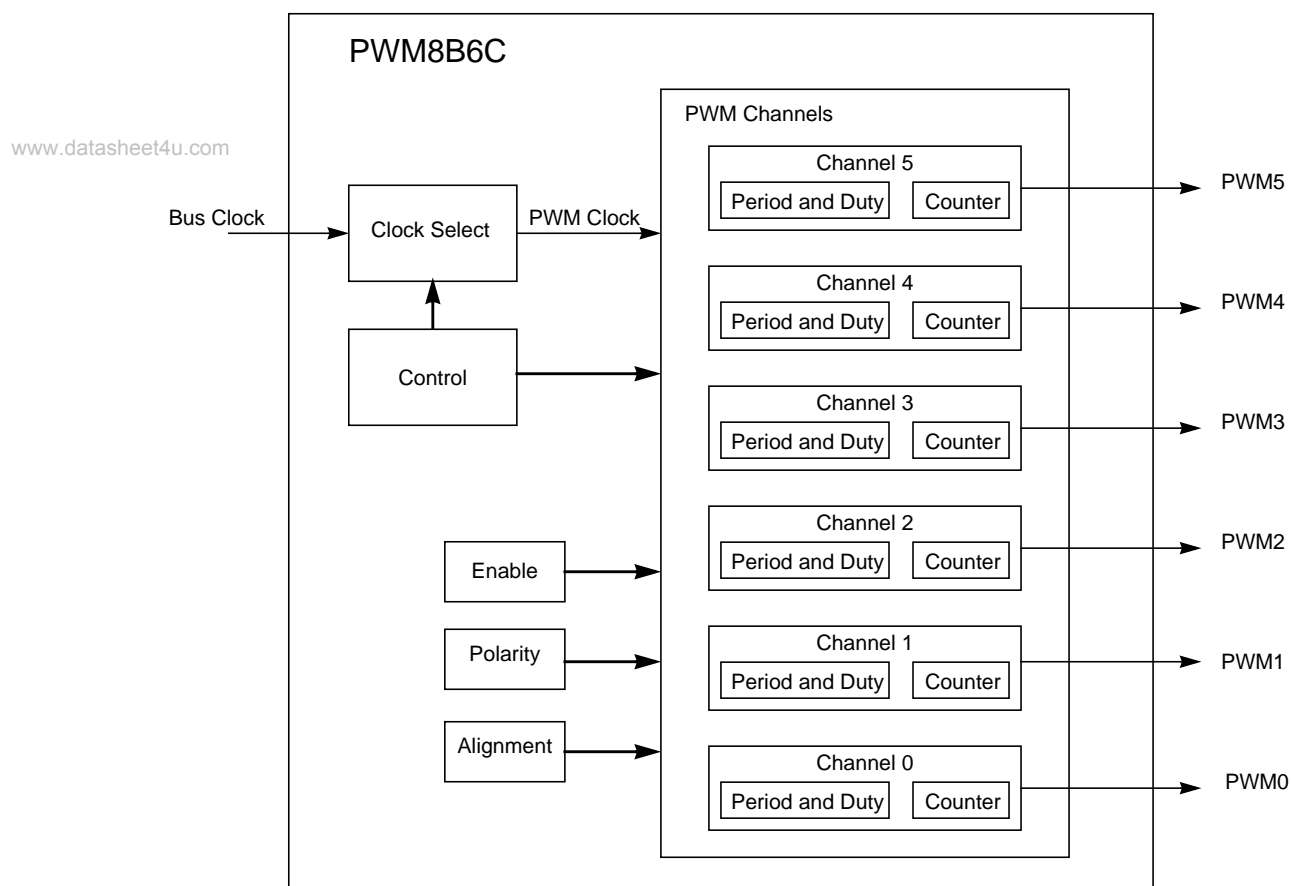 PWM8B6C
www.datasheet4u.com
PWM Channels
Channel 5
Period and Duty
Counter
PWM5
Bus Clock
Clock Select
PWM Clock
Channel 4
Period and Duty
Counter
PWM4
Control
Channel 3
Period and Duty
Counter
PWM3
Channel 2
Period and Duty
Counter
PWM2
Enable
Channel 1
Period and Duty
Counter
PWM1
Polarity
Alignment
Channel 0
Period and Duty
Counter
PWM0